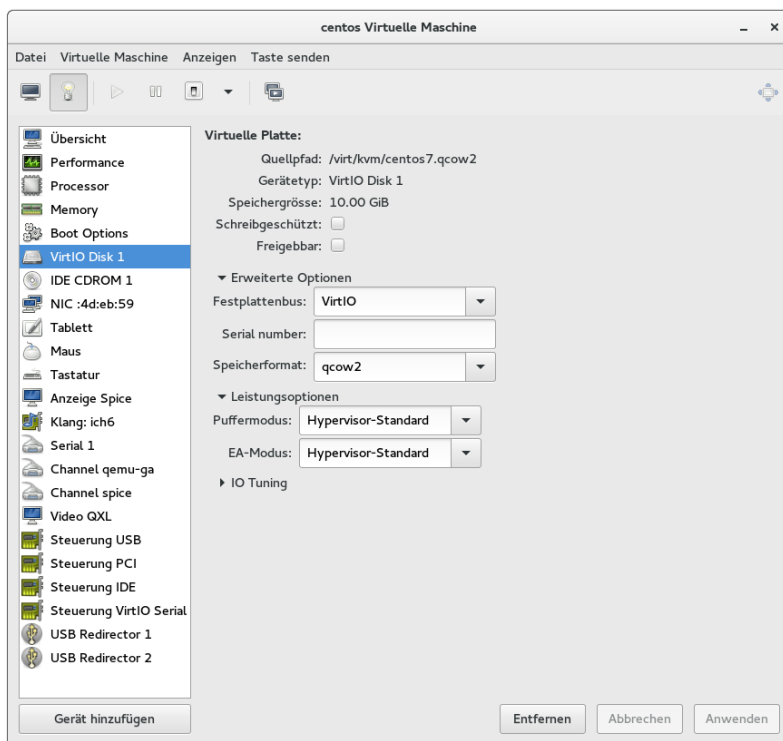 centos Virtuelle Maschine
Datei Virtuelle Maschine Anzeigen Taste senden
Übersicht
Performance
Processor
Memory
Boot Options
VirtIO Disk 1
IDE CDROM 1
NIC :4d:eb:59
Tablett
Maus
Tastatur
Anzeige Spice
Klang: ich6
Serial 1
Channel qemu-ga
Channel spice
Video QXL
Steuerung USB
Steuerung PCI
Steuerung IDE
Steuerung VirtIO Serial
USB Redirector 1
USB Redirector 2
Gerät hinzufügen
Virtuelle Platte:
Quellpfad: /virt/kvm/centos7.qcow2
Gerätetyp: VirtIO Disk 1
Speichergrösse: 10.00 GiB
Schreibgeschützt:
Freigebbar:
Erweiterte Optionen
Festplattenbus: VirtIO
Serial number:
Speicherformat: qcow2
Leistungsoptionen
Puffermodus: Hypervisor-Standard
EA-Modus: Hypervisor-Standard
IO Tuning
Entfernen Abbrechen Anwenden